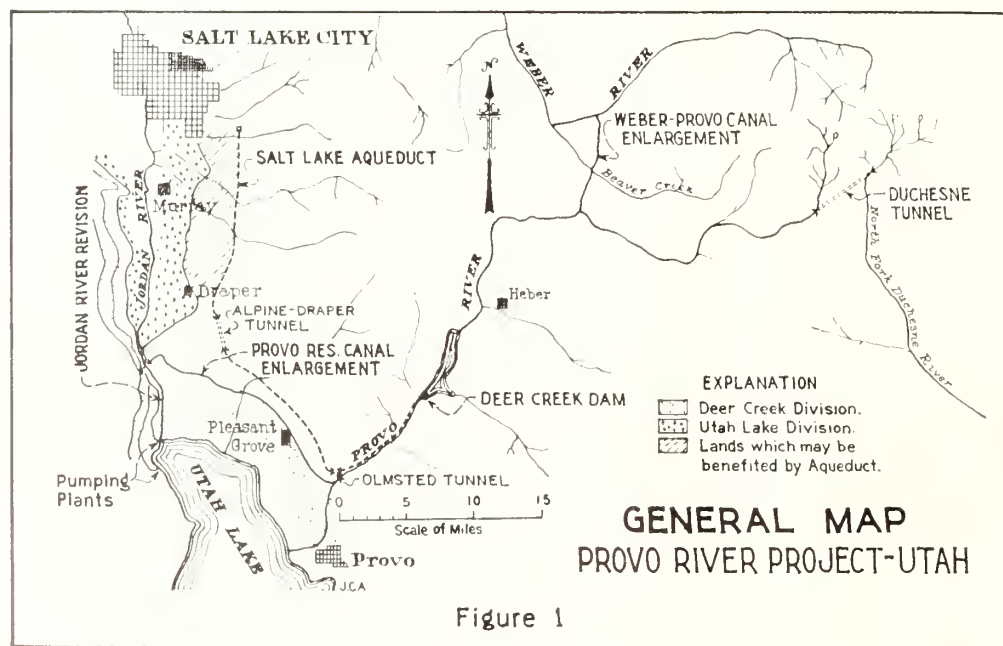 SALT LAKE CITY
WEBER
RIVER
N
WEBER-PROVO CANAL
ENLARGEMENT
SALT LAKE AQUEDUCT
Beaver Creek
DUCHESNE
TUNNEL
JORDAN RIVER REVISION
JORDAN RIVER
Murray
North Fork Duchesne River
Draper
RIVER
Heber
ALPINE-DRAPER
TUNNEL
PROVO RES. CANAL
ENLARGEMENT
DEER CREEK DAM
EXPLANATION
Deer Creek Division.
Utah Lake Division.
Lands which may be
benefited by Aqueduct.
Pleasant
Grove
PROVO
Pumping
Plants
OLMSTED TUNNEL
UTAH LAKE
0 5 10 15
Scale of Miles
Provo
J.C.A
GENERAL MAP
PROVO RIVER PROJECT-UTAH
Figure 1